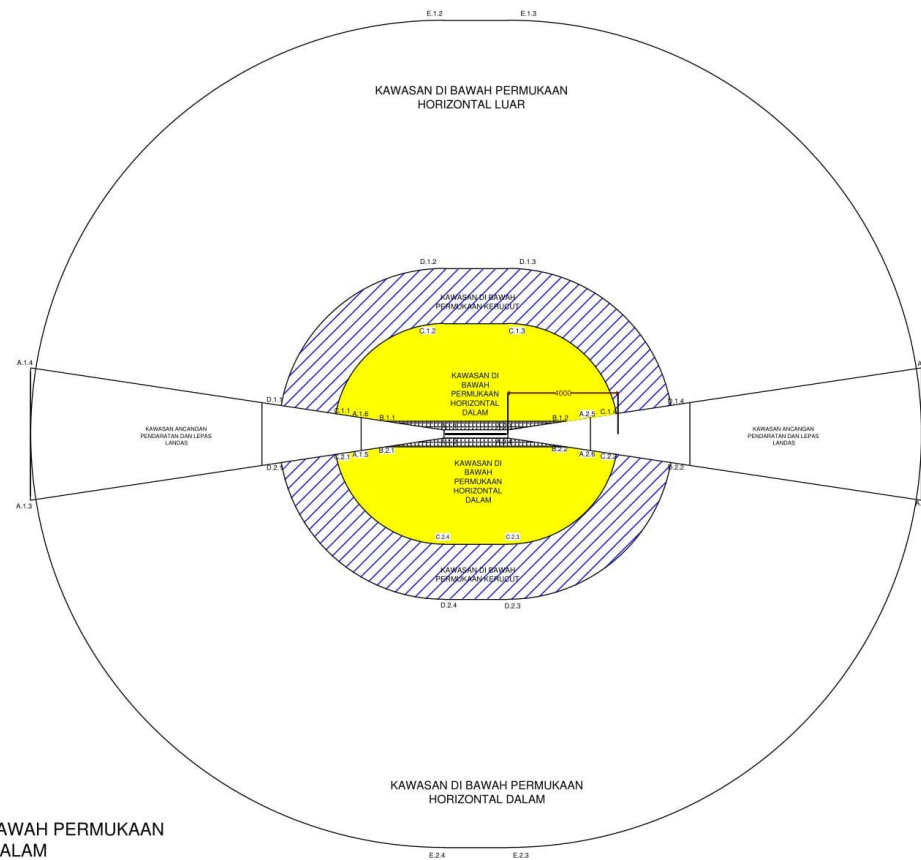 E.1.2
E.1.3
KAWASAN DI BAWAH PERMUKAAN
HORIZONTAL LUAR
D.1.2
D.1.3
KAWASAN DI BAWAH
PERMUKAAN KERUCUT
C.1.2
C.1.3
A.1.4
KAWASAN DI
BAWAH
PERMUKAAN
HORIZONTAL
DALAM
4000
D.1.1
C.1.1
A.1.6
B.1.1
B.1.2
A.2.5
C.1.4
D.1.4
KAWASAN ANCANGAN
PENDARATAN DAN LEPAS
LANDAS
KAWASAN ANCANGAN
PENDARATAN DAN LEPAS
LANDAS
D.2.1
C.2.1
A.1.5
B.2.1
B.2.2
A.2.6
C.2.2
D.2.2
KAWASAN DI
BAWAH
PERMUKAAN
HORIZONTAL
DALAM
A.1.3
C.2.4
C.2.3
KAWASAN DI BAWAH
PERMUKAAN KERUCUT
D.2.4
D.2.3
KAWASAN DI BAWAH PERMUKAAN
HORIZONTAL DALAM
AWAH PERMUKAAN
ALAM
E.2.4
E.2.3